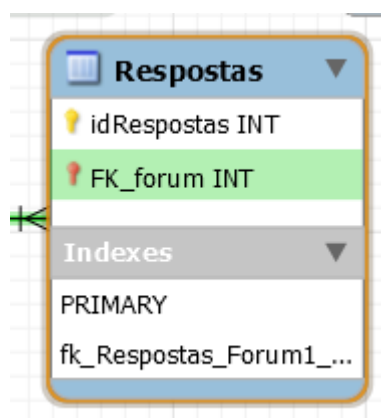 Respostas
idRespostas INT
FK_forum INT
Indexes
PRIMARY
fk_Respostas_Forum1_...